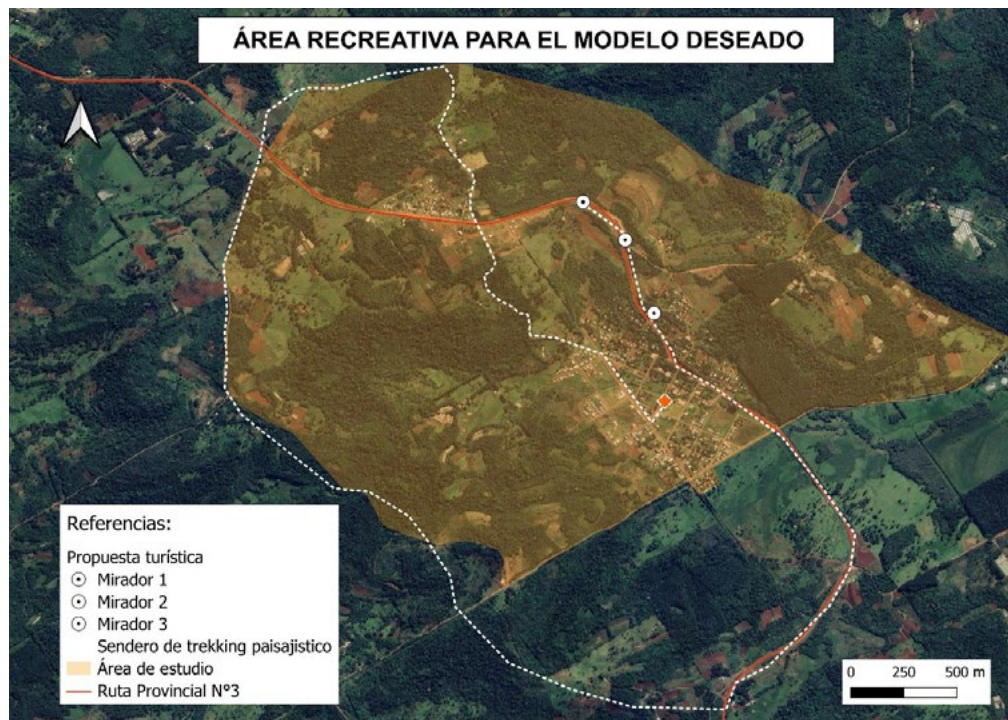 ÁREA RECREATIVA PARA EL MODELO DESEADO
Referencias:
Propuesta turística
Mirador 1
Mirador 2
Mirador 3
Sendero de trekking paisajistico
Área de estudio
Ruta Provincial N°3
0 250 500 m